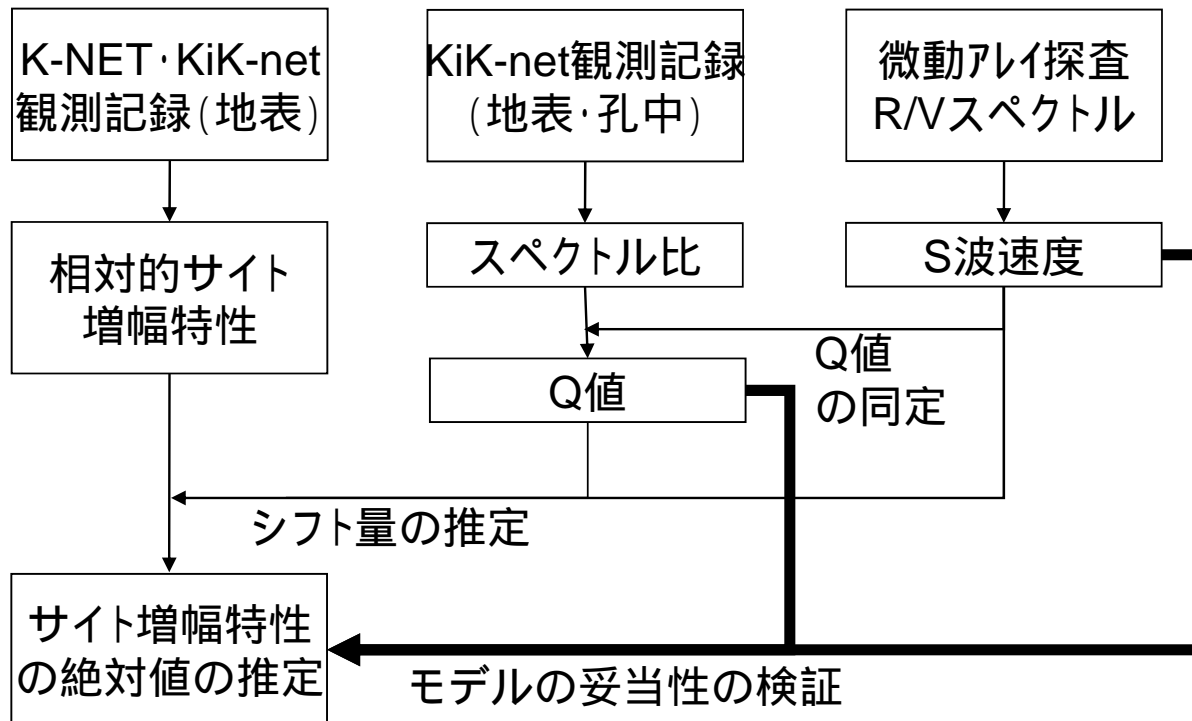 K-NET・KiK-net
観測記録(地表)
KiK-net観測記録
(地表・孔中)
微動アレイ探査
R/Vスペクトル
相対的サイト
増幅特性
スペクトル比
S波速度
Q値
の同定
Q値
シフト量の推定
サイト増幅特性
の絶対値の推定
モデルの妥当性の検証